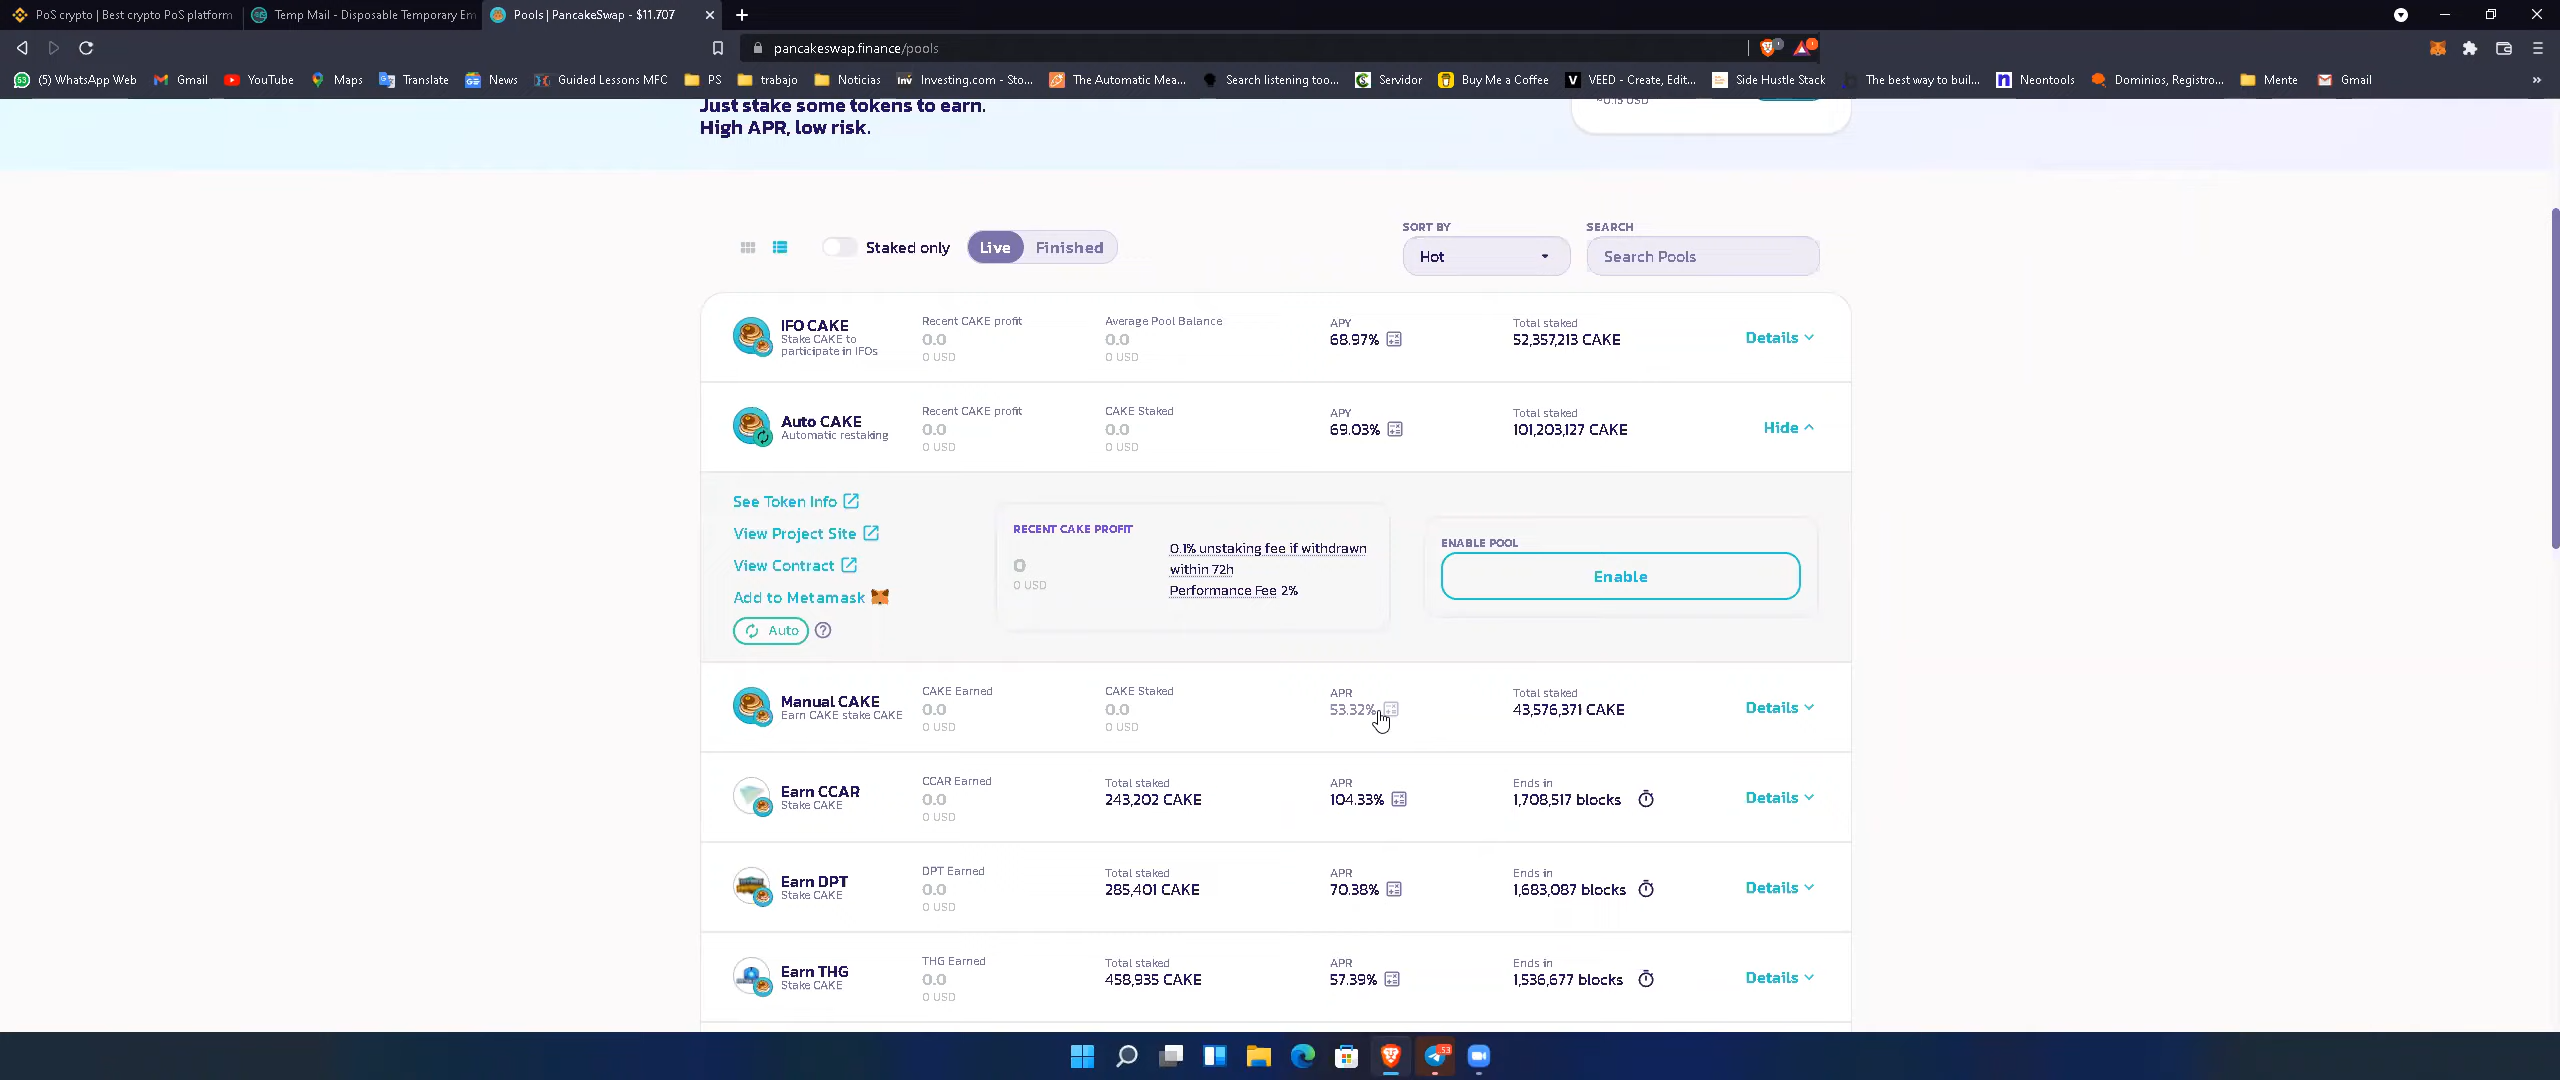 PoS crypto | Best crypto PoS platform
Temp Mail - Disposable Temporary Em
Pools | PancakeSwap - $11.707
pancakeswap.finance/pools
(5) WhatsApp Web
Gmail
YouTube
Maps
Translate
News
Guided Lessons MFC
PS
trabajo
Noticias
Investing.com - Sto...
The Automatic Mea...
Search listening too...
Servidor
Buy Me a Coffee
VEED - Create, Edit...
Side Hustle Stack
The best way to buil...
Neontools
Dominios, Registro...
Mente
Gmail
Just stake some tokens to earn.
High APR, low risk.
~0.15 USD
Staked only
Live
Finished
SORT BY
Hot
SEARCH
Search Pools
IFO CAKE
Stake CAKE to
participate in IFOs
Recent CAKE profit
0.0
0 USD
Average Pool Balance
0.0
0 USD
APY
68.97%
Total staked
52,357,213 CAKE
Details
Auto CAKE
Automatic restaking
Recent CAKE profit
0.0
0 USD
CAKE Staked
0.0
0 USD
APY
69.03%
Total staked
101,203,127 CAKE
Hide
See Token Info
View Project Site
View Contract
Add to Metamask
Auto
RECENT CAKE PROFIT
0
0 USD
0.1% unstaking fee if withdrawn
within 72h
Performance Fee 2%
ENABLE POOL
Enable
Manual CAKE
Earn CAKE stake CAKE
CAKE Earned
0.0
0 USD
CAKE Staked
0.0
0 USD
APR
53.32%
Total staked
43,576,371 CAKE
Details
Earn CCAR
Stake CAKE
CCAR Earned
0.0
0 USD
Total staked
243,202 CAKE
APR
104.33%
Ends in
1,708,517 blocks
Details
Earn DPT
Stake CAKE
DPT Earned
0.0
0 USD
Total staked
285,401 CAKE
APR
70.38%
Ends in
1,683,087 blocks
Details
Earn THG
Stake CAKE
THG Earned
0.0
0 USD
Total staked
458,935 CAKE
APR
57.39%
Ends in
1,536,677 blocks
Details
53